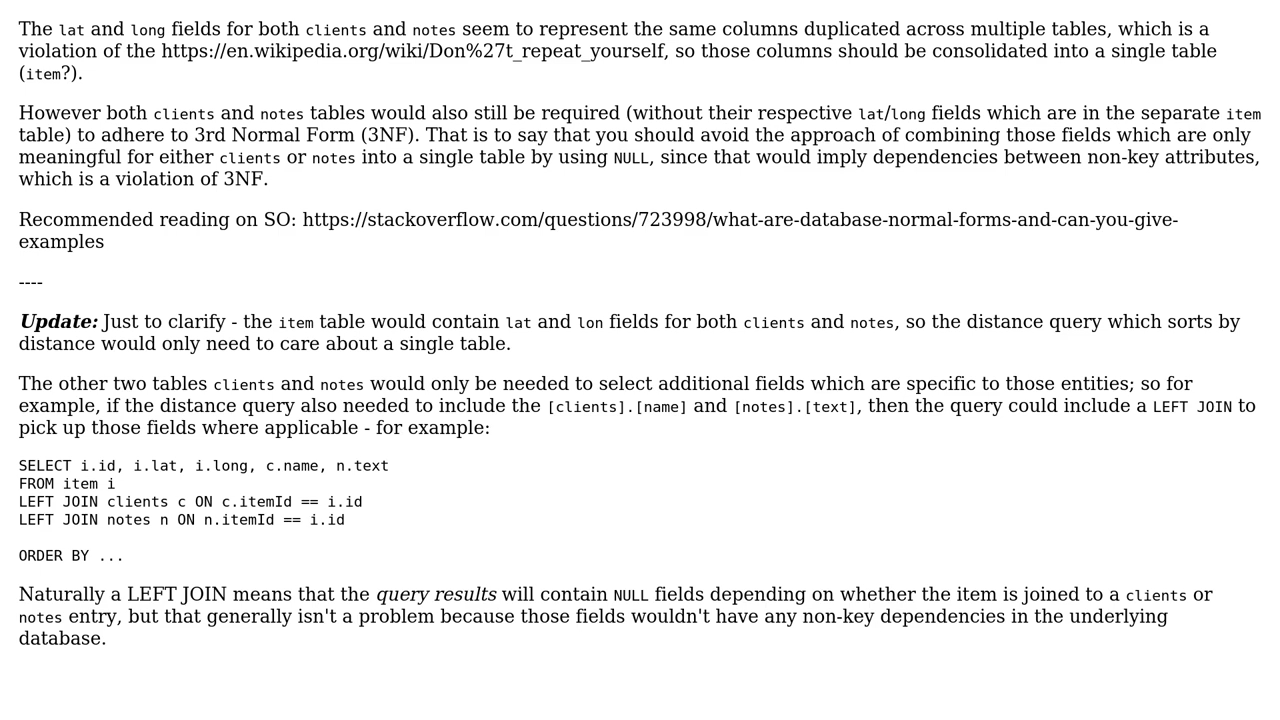 The lat and long fields for both clients and notes seem to represent the same columns duplicated across multiple tables, which is a
violation of the https://en.wikipedia.org/wiki/Don%27t_repeat_yourself, so those columns should be consolidated into a single table
(item?).
However both clients and notes tables would also still be required (without their respective lat/long fields which are in the separate item
table) to adhere to 3rd Normal Form (3NF). That is to say that you should avoid the approach of combining those fields which are only
meaningful for either clients or notes into a single table by using NULL, since that would imply dependencies between non-key attributes,
which is a violation of 3NF.
Recommended reading on SO: https://stackoverflow.com/questions/723998/what-are-database-normal-forms-and-can-you-give-
examples
----
Update: Just to clarify - the item table would contain lat and lon fields for both clients and notes, so the distance query which sorts by
distance would only need to care about a single table.
The other two tables clients and notes would only be needed to select additional fields which are specific to those entities; so for
example, if the distance query also needed to include the [clients].[name] and [notes].[text], then the query could include a LEFT JOIN to
pick up those fields where applicable - for example:
SELECT i.id, i.lat, i.long, c.name, n.text
FROM item i
LEFT JOIN clients c ON c.itemId == i.id
LEFT JOIN notes n ON n.itemId == i.id
ORDER BY ...
Naturally a LEFT JOIN means that the query results will contain NULL fields depending on whether the item is joined to a clients or
notes entry, but that generally isn't a problem because those fields wouldn't have any non-key dependencies in the underlying
database.